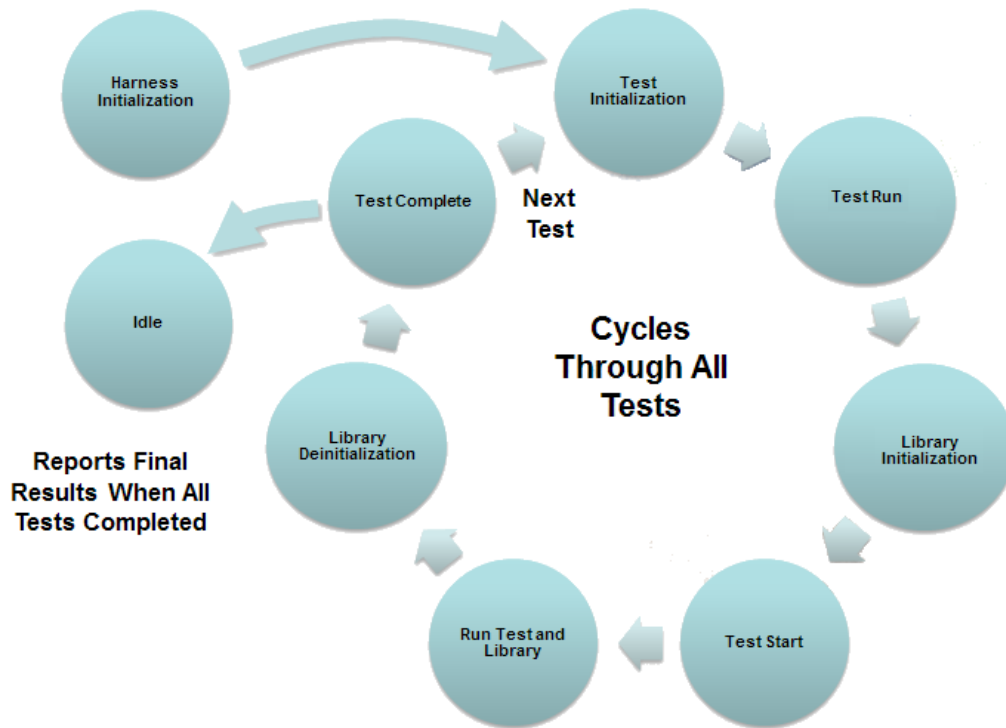 Harness
Initialization
Test
Initialization
Test Complete
Next
Test
Test Run
Idle
Cycles
Through All
Tests
Library
Deinitialization
Library
Initialization
Reports Final
Results When All
Tests Completed
Run Test and
Library
Test Start